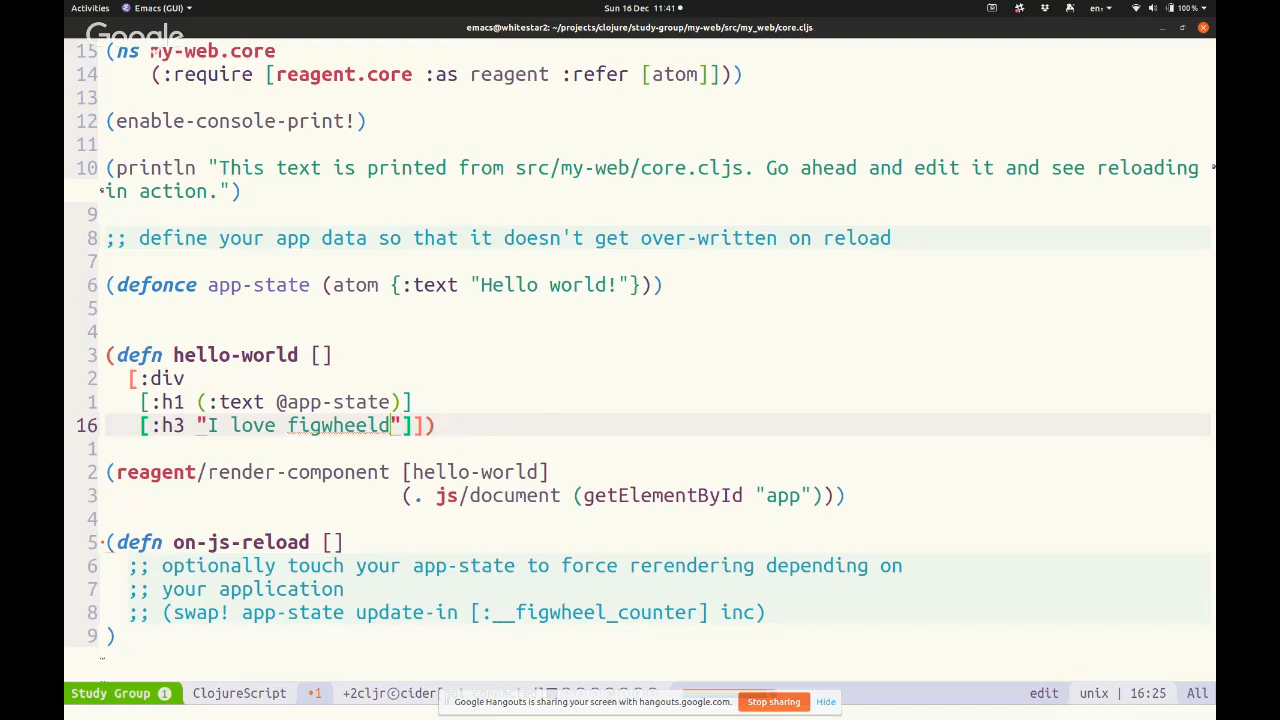 Activities Emacs (GUI) Sun 16 Dec 11:41 en₁ 100 %
emacs@whitestar2: ~/projects/clojure/study-group/my-web/src/my_web/core.cljs
Google
15 (ns my-web.core
14 (:require [reagent.core :as reagent :refer [atom]]))
13
12 (enable-console-print!)
11
10 (println "This text is printed from src/my-web/core.cljs. Go ahead and edit it and see reloading
in action.")
9
8 ;; define your app data so that it doesn't get over-written on reload
7
6 (defonce app-state (atom {:text "Hello world!"}))
5
4
3 (defn hello-world []
2 [:div
1 [:h1 (:text @app-state)]
16 [:h3 "I love figwheeld"]])
1
2 (reagent/render-component [hello-world]
3 (. js/document (getElementById "app")))
4
5 (defn on-js-reload []
6 ;; optionally touch your app-state to force rerendering depending on
7 ;; your application
8 ;; (swap! app-state update-in [:__figwheel_counter] inc)
9 )
~
Study Group 1 ClojureScript •1 +2cljrⓒcider[not connected] edit unix | 16:25 All
Google Hangouts is sharing your screen with hangouts.google.com. Stop sharing Hide